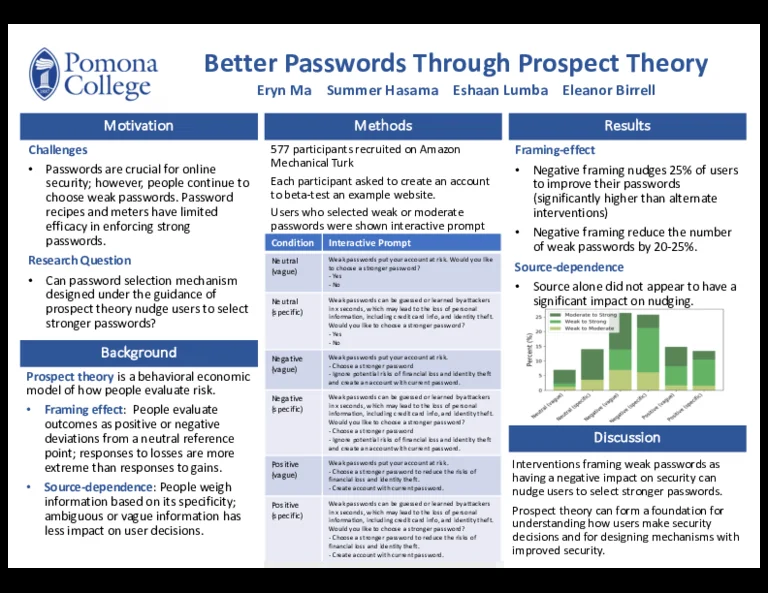 Pomona
College
Better Passwords Through Prospect Theory
Eryn Ma Summer Hasama Eshaan Lumba Eleanor Birrell
Motivation
Challenges
• Passwords are crucial for online
security; however, people continue to
choose weak passwords. Password
recipes and meters have limited
efficacy in enforcing strong
passwords.
Research Question
• Can password selection mechanism
designed under the guidance of
prospect theory nudge users to select
stronger passwords?
Background
Prospect theory is a behavioral economic
model of how people evaluate risk.
• Framing effect: People evaluate
outcomes as positive or negative
deviations from a neutral reference
point; responses to losses are more
extreme than responses to gains.
• Source-dependence: People weigh
information based on its specificity;
ambiguous or vague information has
less impact on user decisions.
Methods
577 participants recruited on Amazon
Mechanical Turk
Each participant asked to create an account
to beta-test an example website.
Users who selected weak or moderate
passwords were shown interactive prompt
Condition Interactive Prompt
Neutral
(vague)
Weak passwords put your account at risk. Would you like
to choose a stronger password?
- Yes
- No
Neutral
(specific)
Weak passwords can be guessed or learned by attackers
in seconds, which may lead to the loss of personal
information, including credit card info, and identity theft.
Would you like to choose a stronger password?
- Yes
- No
Negative
(vague)
Weak passwords put your account at risk.
- Choose a stronger password
- Ignore potential risks of financial loss and identity theft
and create an account with current password.
Negative
(specific)
Weak passwords can be guessed or learned by attackers
in seconds, which may lead to the loss of personal
information, including credit card info, and identity theft.
Would you like to choose a stronger password?
- Choose a stronger password
- Ignore potential risks of financial loss and identity theft
and create an account with current password.
Positive
(vague)
Weak passwords put your account at risk.
- Choose a stronger password to reduce the risks of
financial loss and identity theft.
- Create account with current password.
Positive
(specific)
Weak passwords can be guessed or learned by attackers
in seconds, which may lead to the loss of personal
information, including credit card info, and identity theft.
Would you like to choose a stronger password?
- Choose a stronger password to reduce the risks of
financial loss and identity theft.
- Create account with current password.
Results
Framing-effect
• Negative framing nudges 25% of users
to improve their passwords
(significantly higher than alternate
interventions)
• Negative framing reduce the number
of weak passwords by 20-25%.
Source-dependence
• Source alone did not appear to have a
significant impact on nudging.
Moderate to Strong
Weak to Strong
Weak to Moderate
Percent (%)
25
20
15
10
5
0
Neutral (vague)
Neutral (specific)
Negative (vague)
Negative (specific)
Positive (vague)
Positive (specific)
Discussion
Interventions framing weak passwords as
having a negative impact on security can
nudge users to select stronger passwords.
Prospect theory can form a foundation for
understanding how users make security
decisions and for designing mechanisms with
improved security.